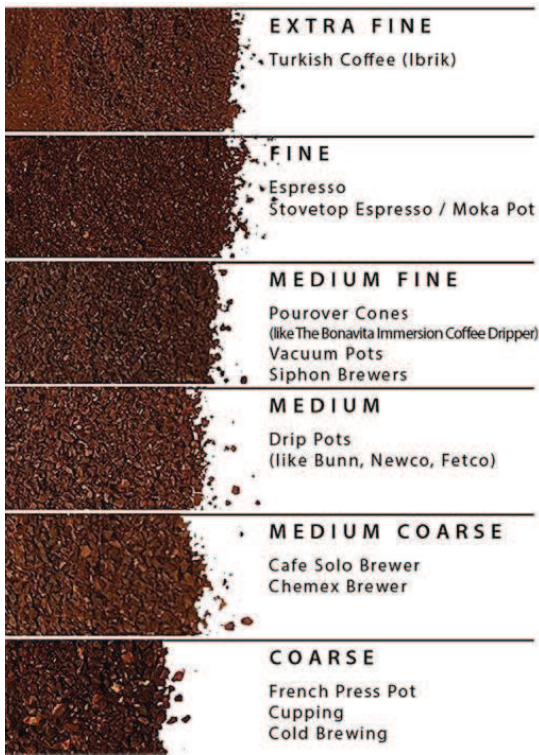 EXTRA FINE
Turkish Coffee (Ibrik)
FINE
Espresso
Stovetop Espresso / Moka Pot
MEDIUM FINE
Pourover Cones
(like The Bonavita Immersion Coffee Dripper)
Vacuum Pots
Siphon Brewers
MEDIUM
Drip Pots
(like Bunn, Newco, Fetco)
MEDIUM COARSE
Cafe Solo Brewer
Chemex Brewer
COARSE
French Press Pot
Cupping
Cold Brewing